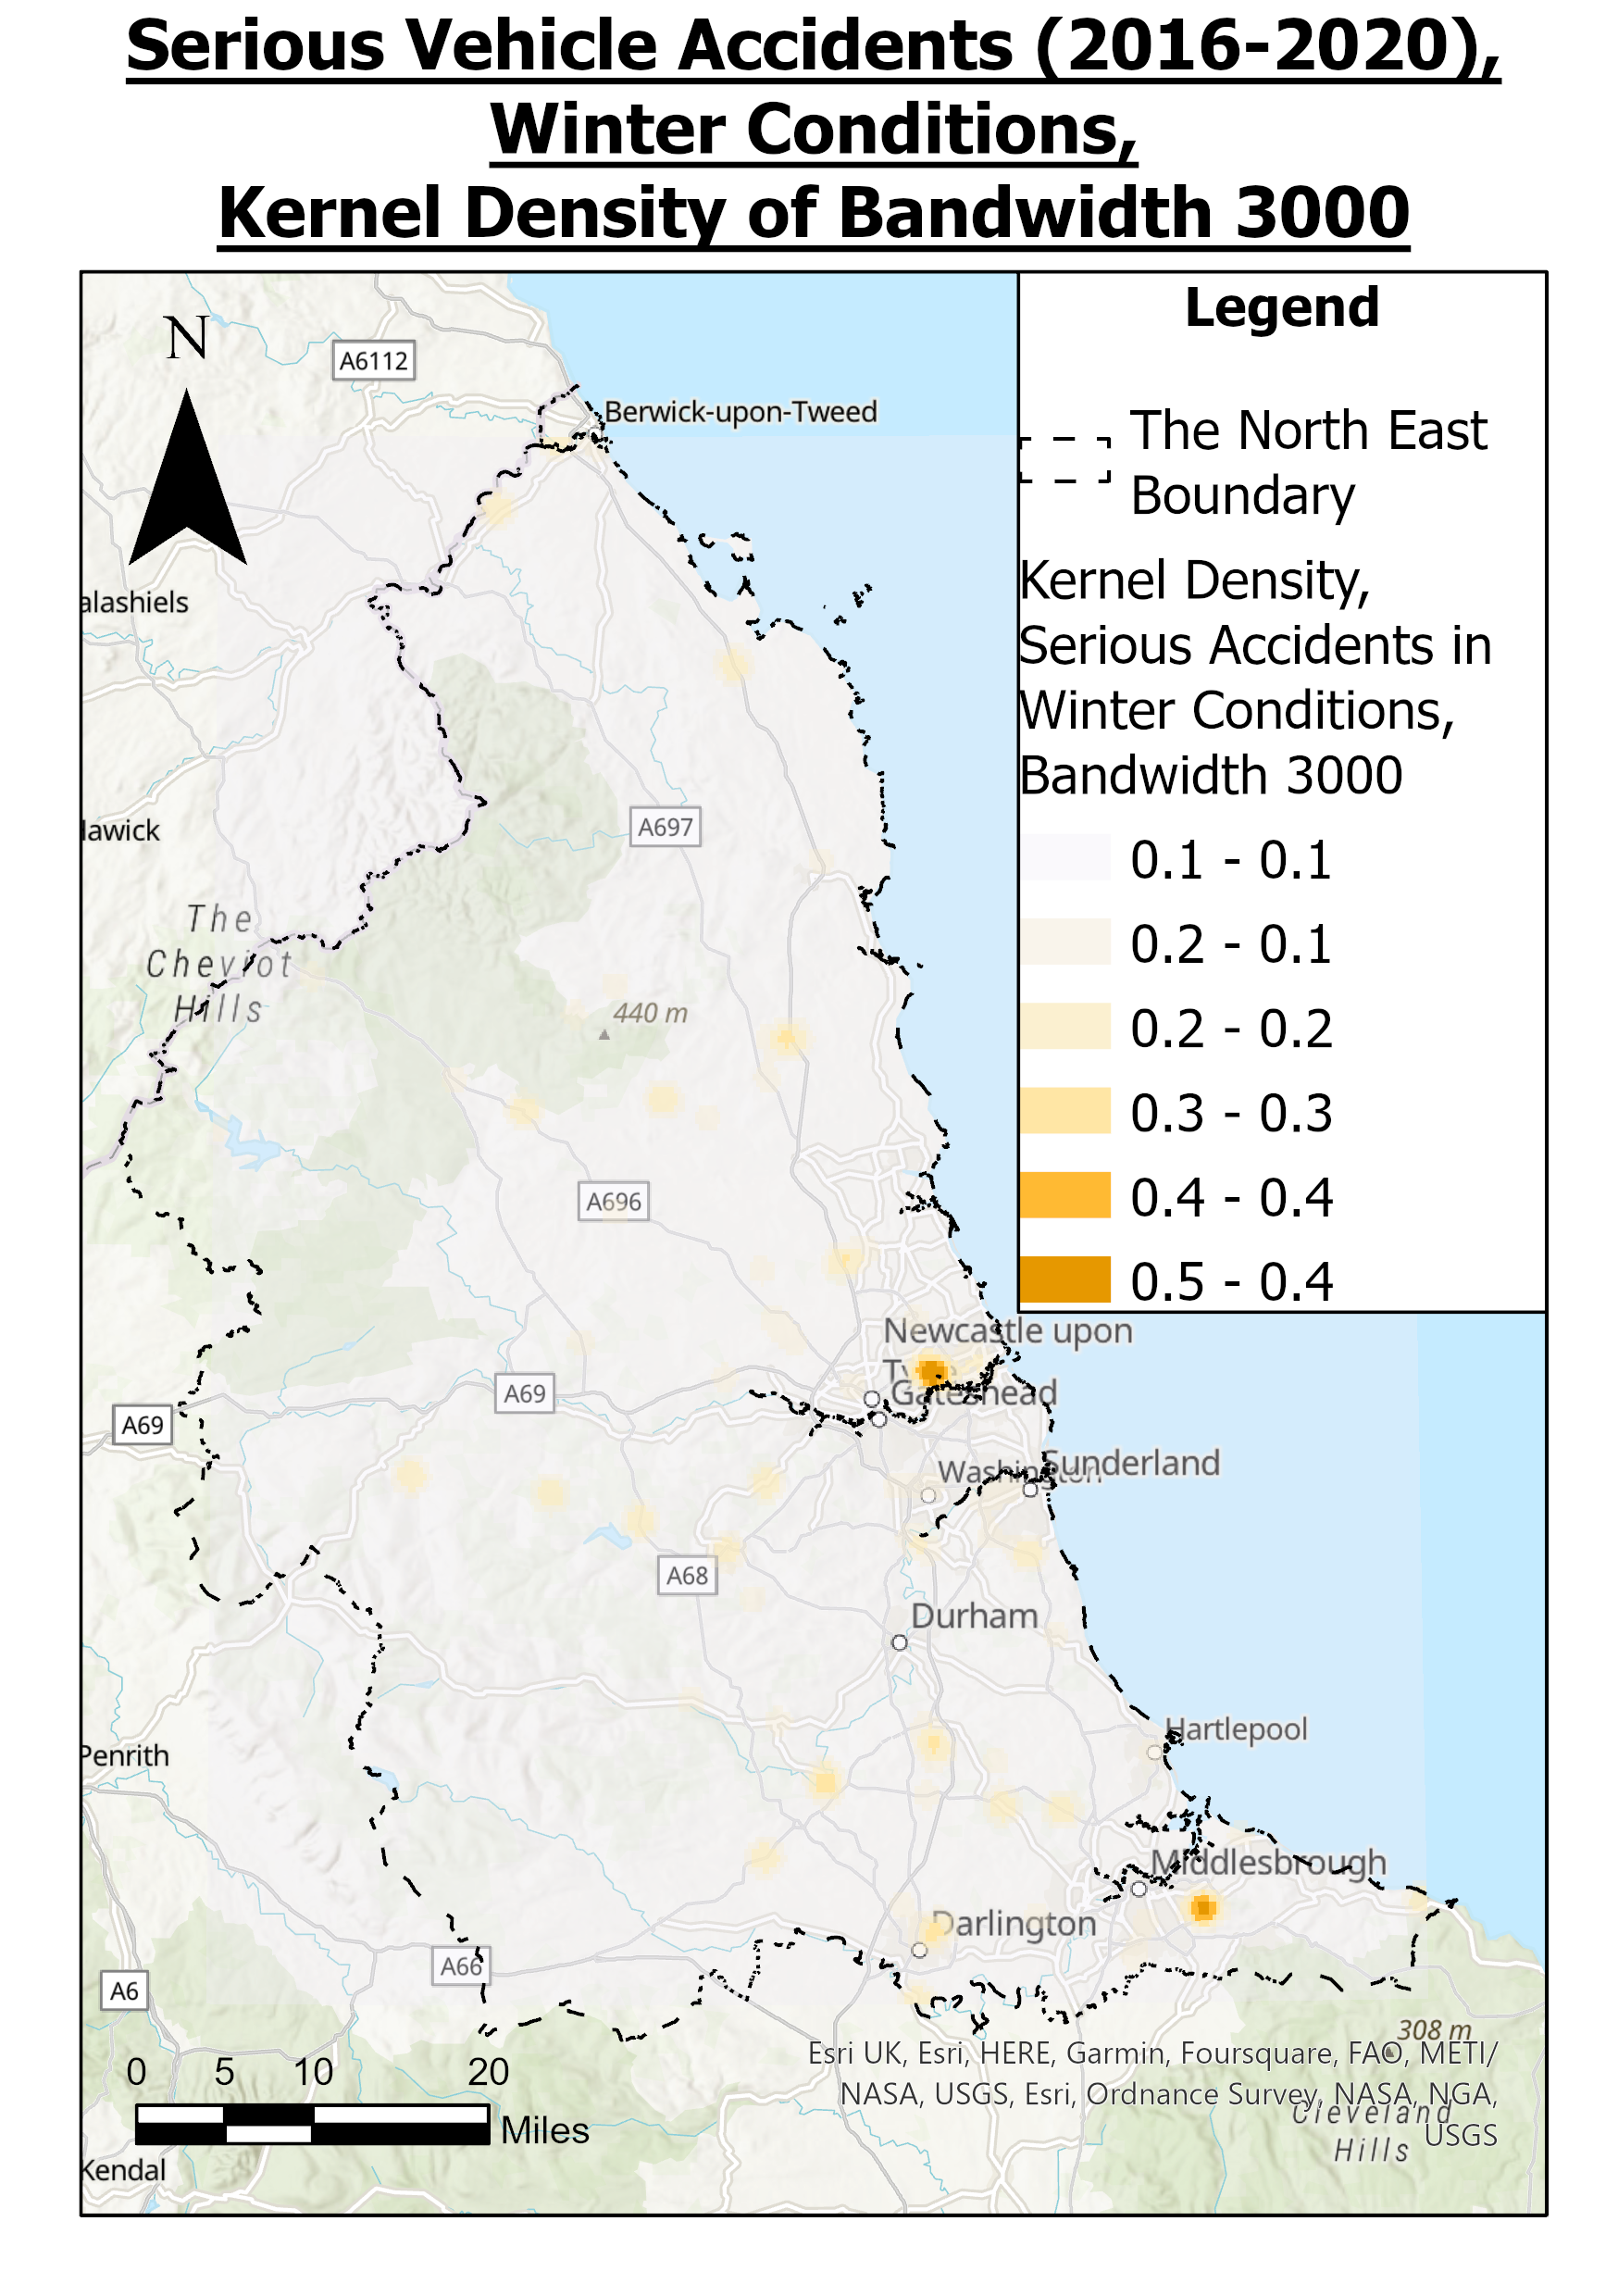 Serious Vehicle Accidents (2016-2020),
Winter Conditions,
Kernel Density of Bandwidth 3000
Legend
The North East
Boundary
Kernel Density,
Serious Accidents in
Winter Conditions,
Bandwidth 3000
0.1 - 0.1
0.2 - 0.1
0.2 - 0.2
0.3 - 0.3
0.4 - 0.4
0.5 - 0.4
N
A6112
Berwick-upon-Tweed
alashiels
A697
lawick
The
Cheviot
Hills
440 m
A696
Newcastle upon
Gateshead
A69
A69
Washington
Sunderland
A68
Durham
Hartlepool
Penrith
Middlesbrough
Darlington
A66
A6
308 m
Cleveland
Hills
Esri UK, Esri, HERE, Garmin, Foursquare, FAO, METI/
NASA, USGS, Esri, Ordnance Survey, NASA, NGA,
USGS
0 5 10 20
Miles
Kendal